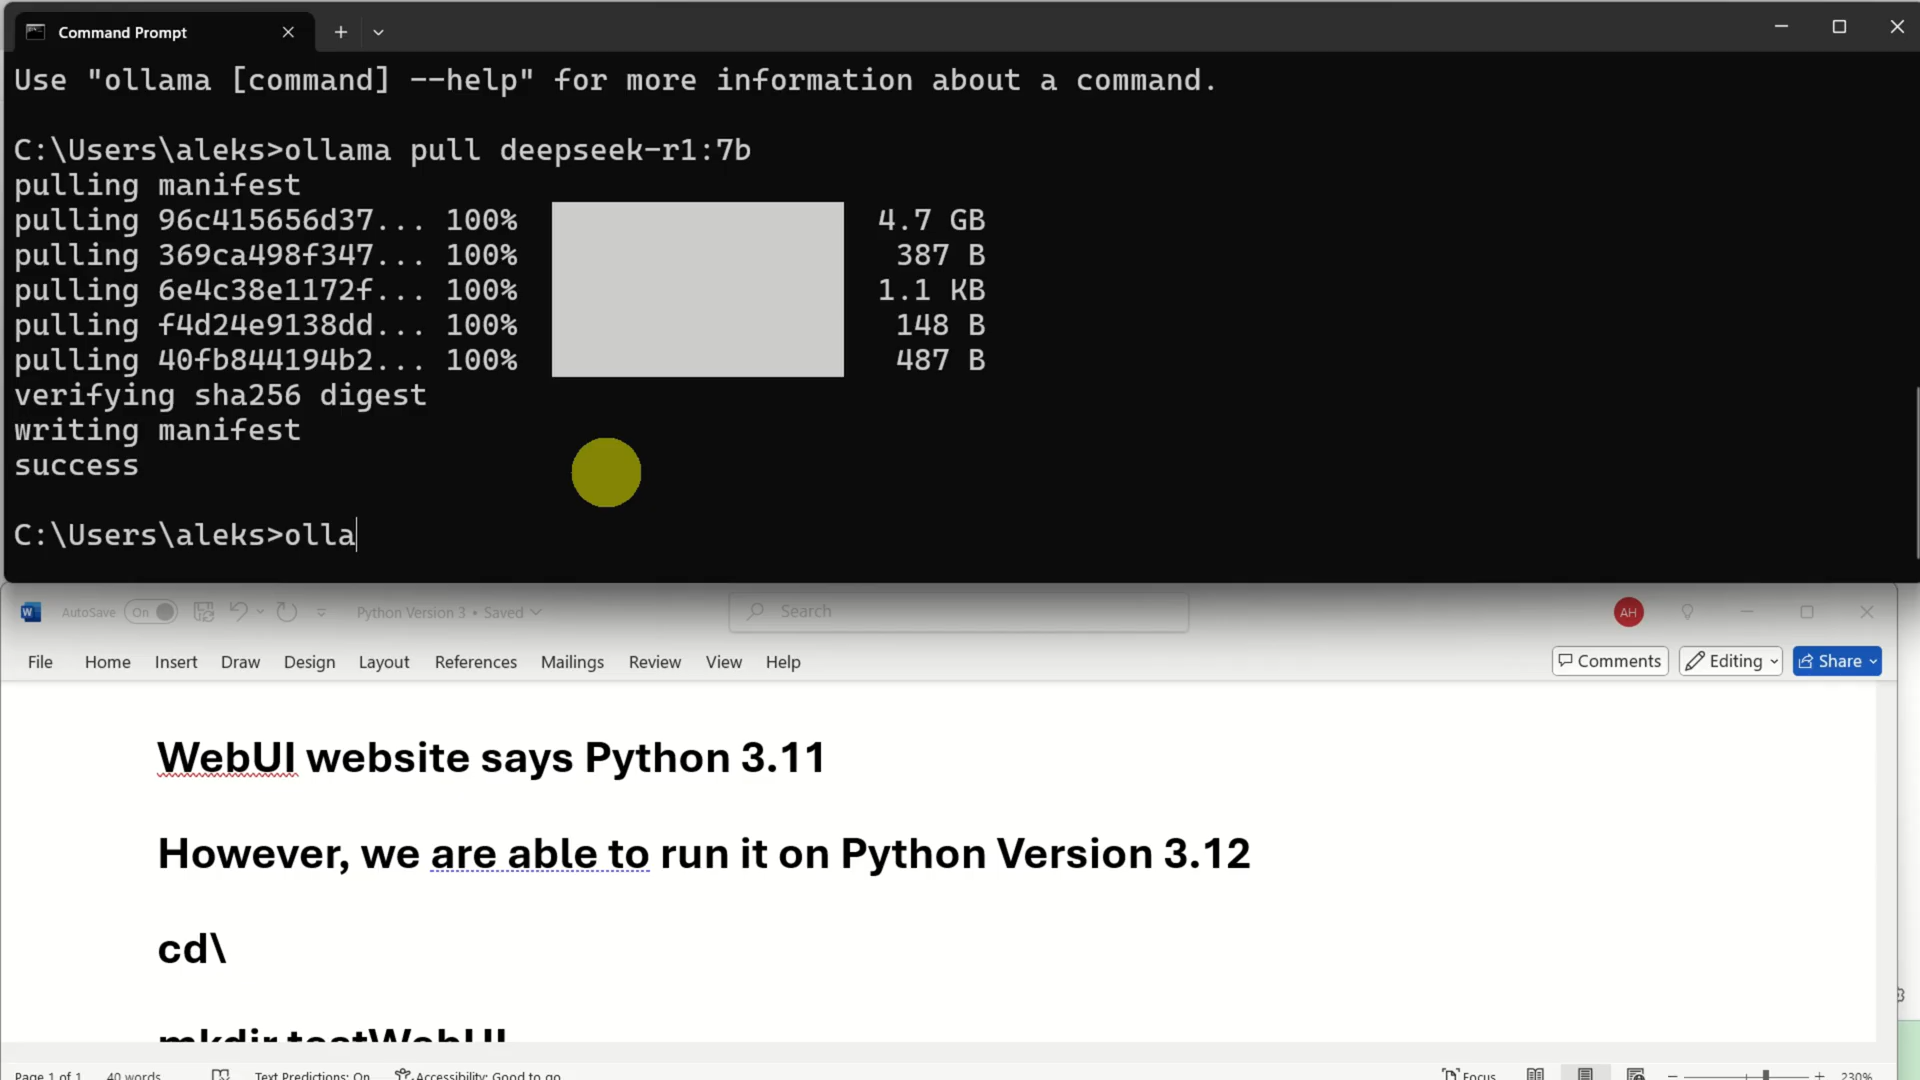 Command Prompt
Use "ollama [command] --help" for more information about a command.
C:\Users\aleks>ollama pull deepseek-r1:7b
pulling manifest
pulling 96c415656d37... 100% 4.7 GB
pulling 369ca498f347... 100% 387 B
pulling 6e4c38e1172f... 100% 1.1 KB
pulling f4d24e9138dd... 100% 148 B
pulling 40fb844194b2... 100% 487 B
verifying sha256 digest
writing manifest
success
C:\Users\aleks>olla
W AutoSave On Python Version 3 • Saved Search AH
File Home Insert Draw Design Layout References Mailings Review View Help Comments Editing Share
WebUI website says Python 3.11
However, we are able to run it on Python Version 3.12
cd\
mkdir testWebUI
Page 1 of 1 40 words Text Predictions: On Accessibility: Good to go Focus 230%